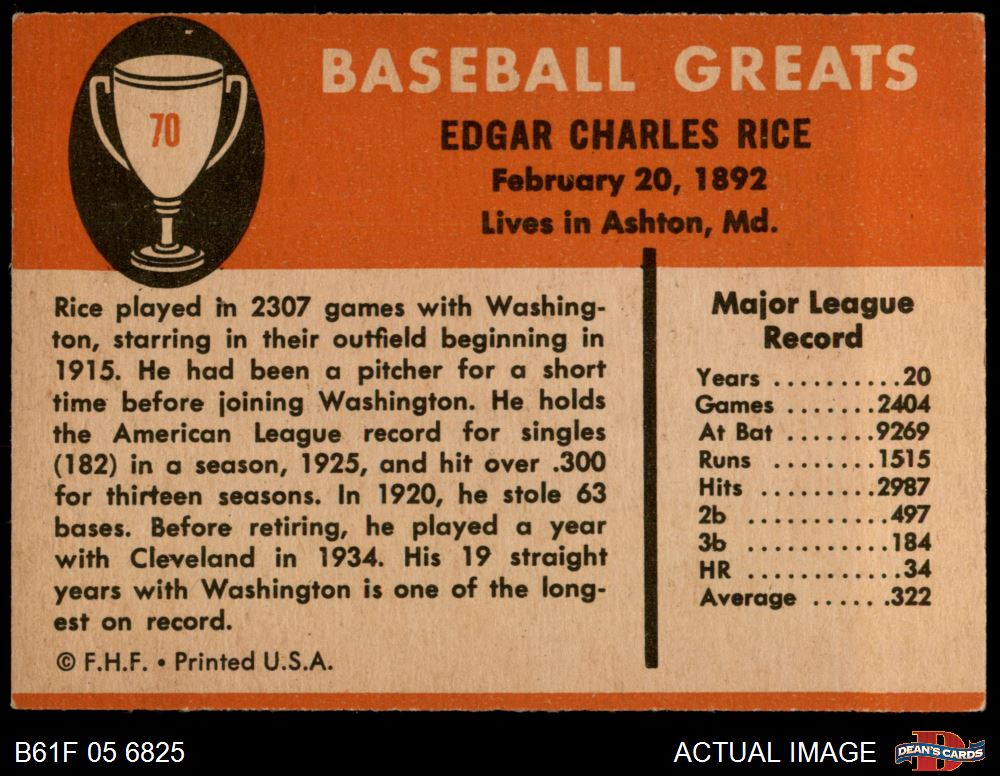 70
BASEBALL GREATS
EDGAR CHARLES RICE
February 20, 1892
Lives in Ashton, Md.
Rice played in 2307 games with Washing-
ton, starring in their outfield beginning in
1915. He had been a pitcher for a short
time before joining Washington. He holds
the American League record for singles
(182) in a season, 1925, and hit over .300
for thirteen seasons. In 1920, he stole 63
bases. Before retiring, he played a year
with Cleveland in 1934. His 19 straight
years with Washington is one of the long-
est on record.
© F.H.F. • Printed U.S.A.
Major League
Record
Years ..........20
Games .......2404
At Bat .......9269
Runs ........1515
Hits .........2987
2b ...........497
3b ...........184
HR ............34
Average ......322
B61F 05 6825
ACTUAL IMAGE
D
DEAN'S CARDS